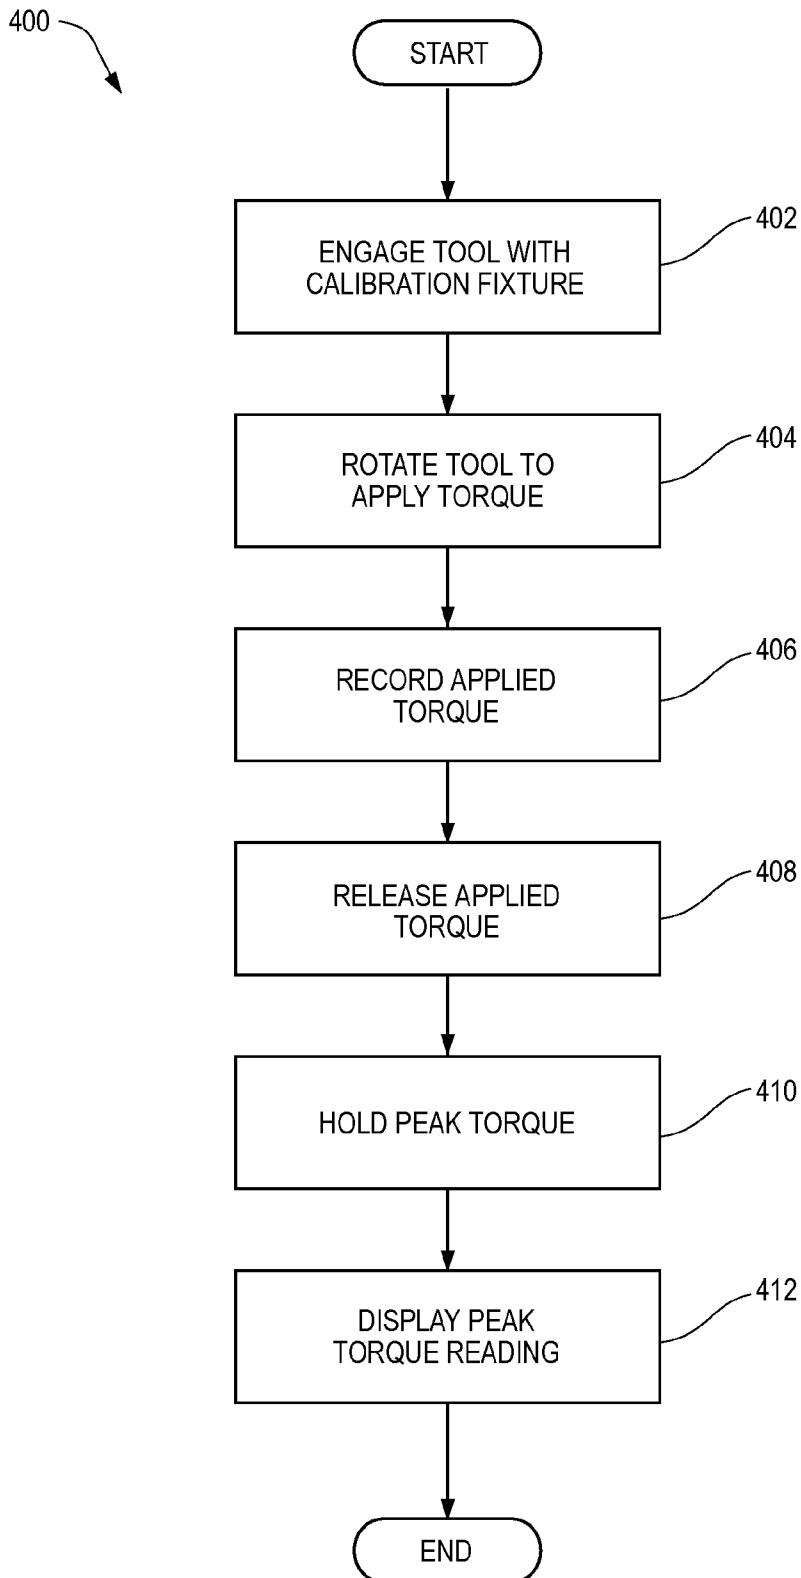 400
START
402
ENGAGE TOOL WITH
CALIBRATION FIXTURE
404
ROTATE TOOL TO
APPLY TORQUE
406
RECORD APPLIED
TORQUE
408
RELEASE APPLIED
TORQUE
410
HOLD PEAK TORQUE
412
DISPLAY PEAK
TORQUE READING
END